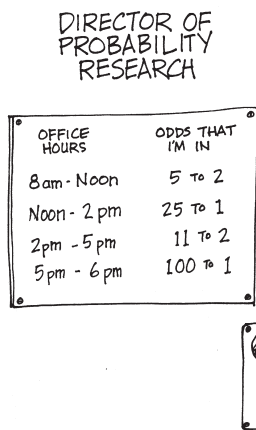 DIRECTOR OF
PROBABILITY
RESEARCH
OFFICE HOURS ODDS THAT I'M IN
8am - Noon 5 To 2
Noon - 2 pm 25 To 1
2pm - 5 pm 11 To 2
5pm - 6 pm 100 To 1